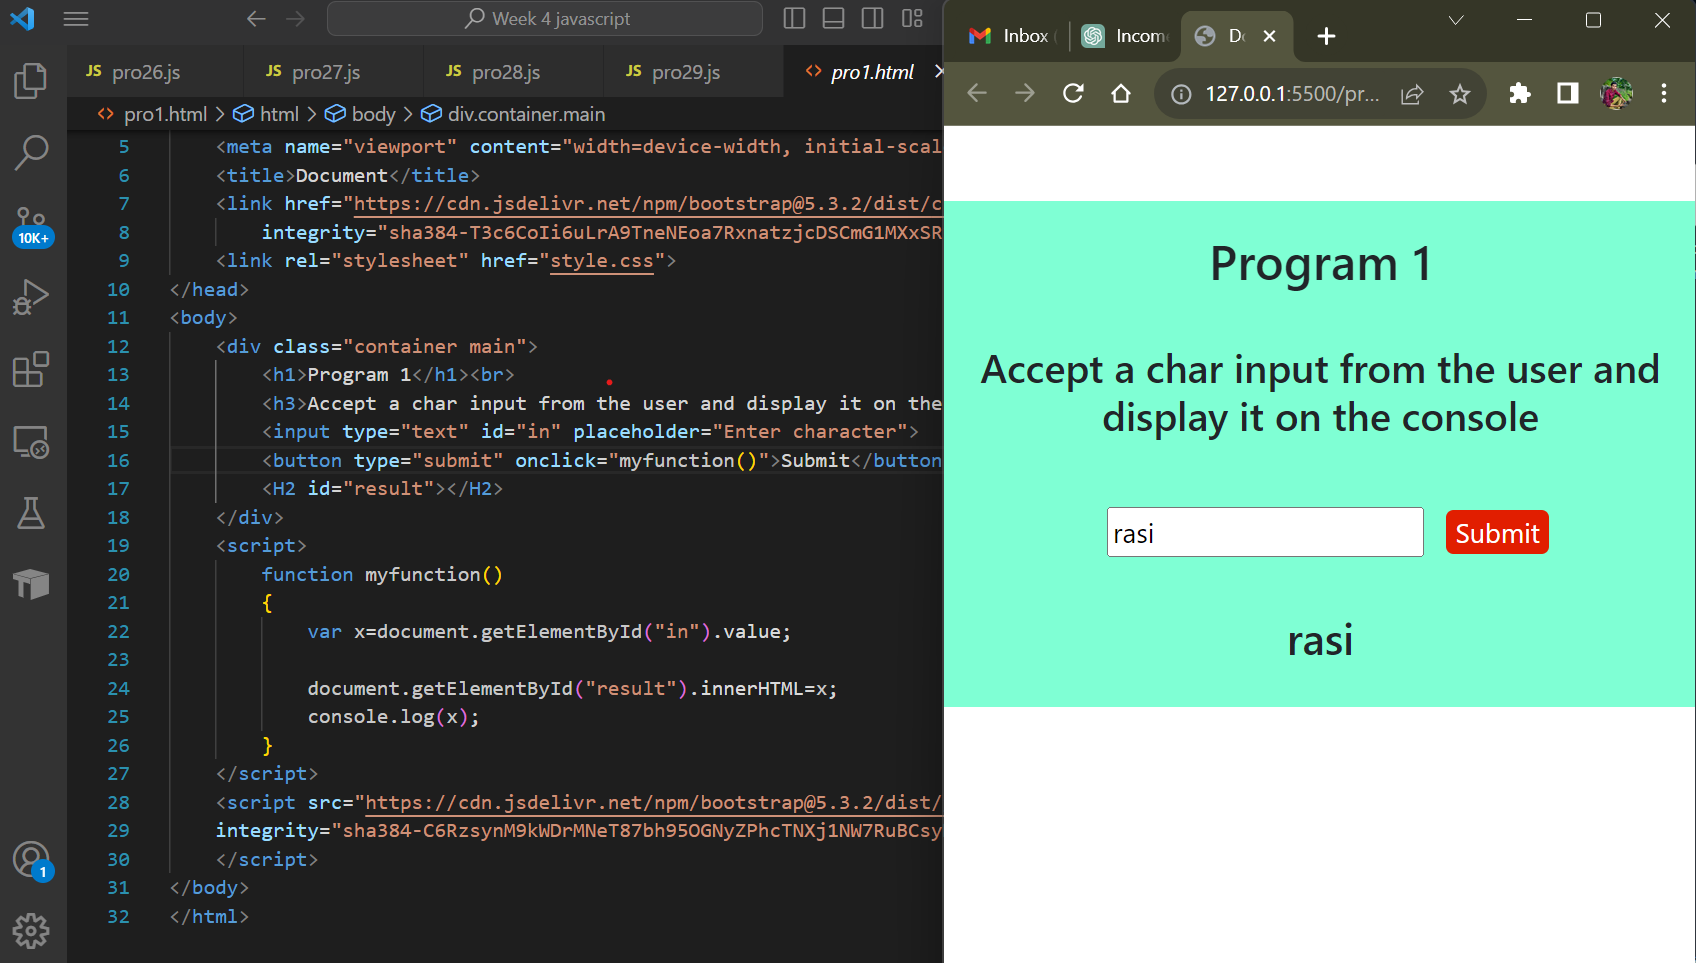 Week 4 javascript
JS pro26.js
JS pro27.js
JS pro28.js
JS pro29.js
<> pro1.html
<> pro1.html > html > body > div.container.main
5 <meta name="viewport" content="width=device-width, initial-scal
6 <title>Document</title>
7 <link href="https://cdn.jsdelivr.net/npm/bootstrap@5.3.2/dist/c
8 integrity="sha384-T3c6CoIi6uLrA9TneNEoa7RxnatzjcDSCmG1MXxSR
9 <link rel="stylesheet" href="style.css">
10 </head>
11 <body>
12 <div class="container main">
13 <h1>Program 1</h1><br>
14 <h3>Accept a char input from the user and display it on the
15 <input type="text" id="in" placeholder="Enter character">
16 <button type="submit" onclick="myfunction()">Submit</button
17 <H2 id="result"></H2>
18 </div>
19 <script>
20 function myfunction()
21 {
22 var x=document.getElementById("in").value;
23
24 document.getElementById("result").innerHTML=x;
25 console.log(x);
26 }
27 </script>
28 <script src="https://cdn.jsdelivr.net/npm/bootstrap@5.3.2/dist/
29 integrity="sha384-C6RzsynM9kWDrMNeT87bh95OGNyZPhcTNXj1NW7RuBCsy
30 </script>
31 </body>
32 </html>
10K+
1
Inbox (
Incom
Do
127.0.0.1:5500/pr...
Program 1
Accept a char input from the user and
display it on the console
rasi
Submit
rasi